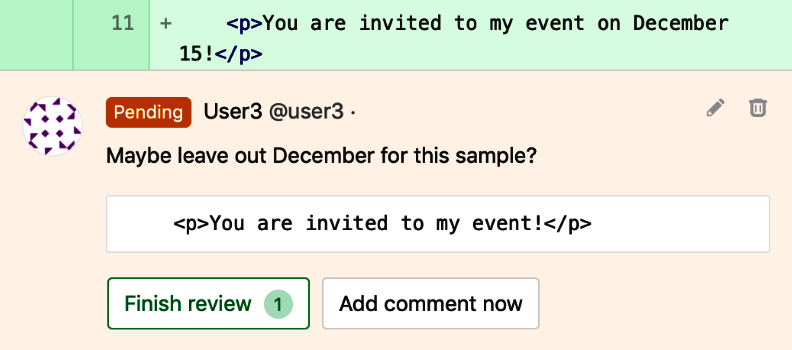 11 + <p>You are invited to my event on December
15!</p>
Pending User3 @user3 ·
Maybe leave out December for this sample?
<p>You are invited to my event!</p>
Finish review 1 Add comment now